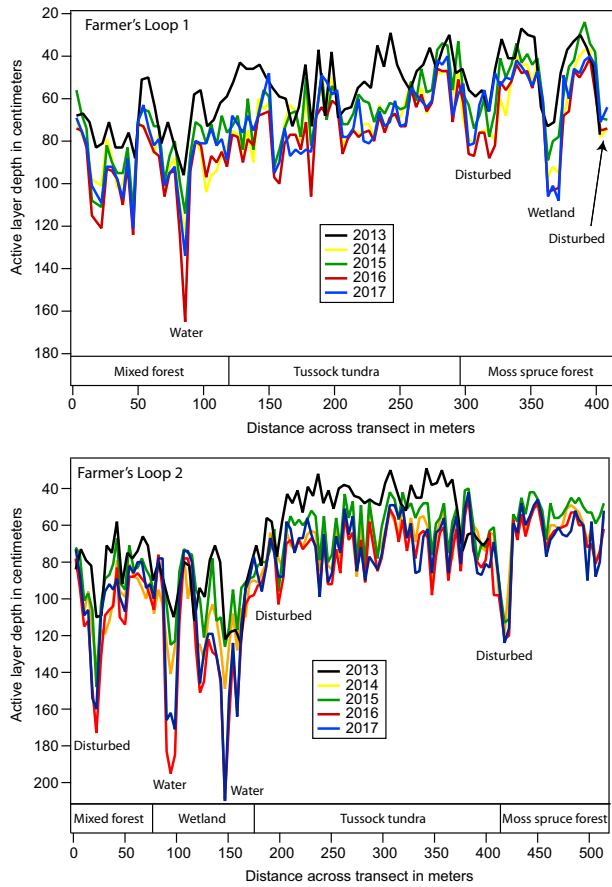 Farmer's Loop 1
Active layer depth in centimeters
20
40
60
80
100
120
140
160
180
Water
Disturbed
Wetland
Disturbed
2013
2014
2015
2016
2017
Mixed forest
Tussock tundra
Moss spruce forest
0 50 100 150 200 250 300 350 400
Distance across transect in meters
Farmer's Loop 2
Active layer depth in centimeters
40
60
80
100
120
140
160
180
200
Disturbed
Water
Water
Disturbed
Disturbed
2013
2014
2015
2016
2017
Mixed forest
Wetland
Tussock tundra
Moss spruce forest
0 50 100 150 200 250 300 350 400 450 500
Distance across transect in meters